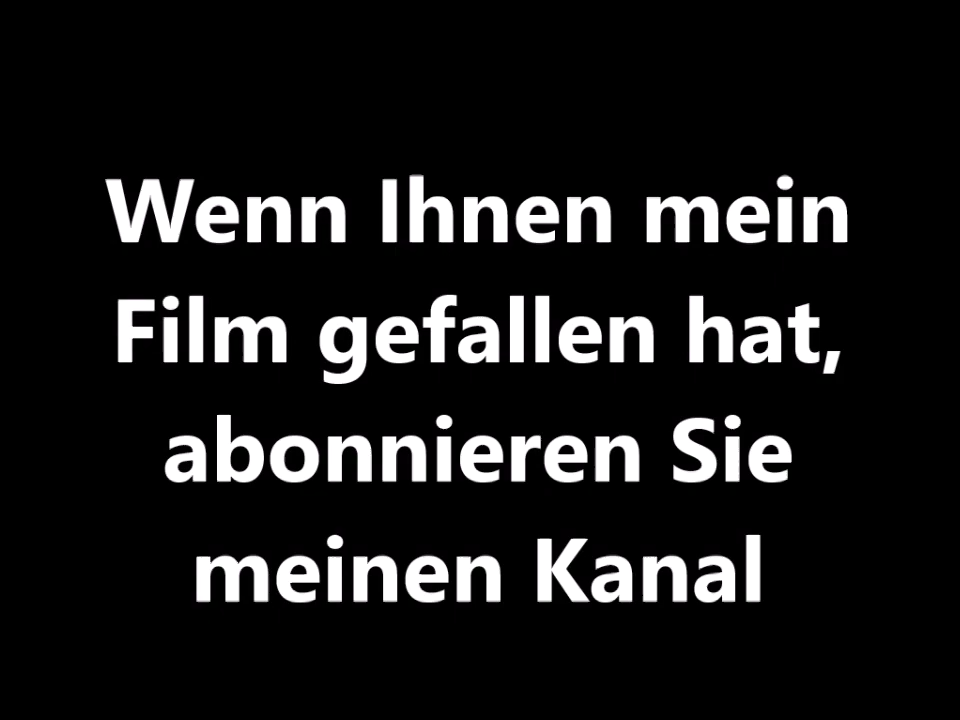 Wenn Ihnen mein
Film gefallen hat,
abonnieren Sie
meinen Kanal